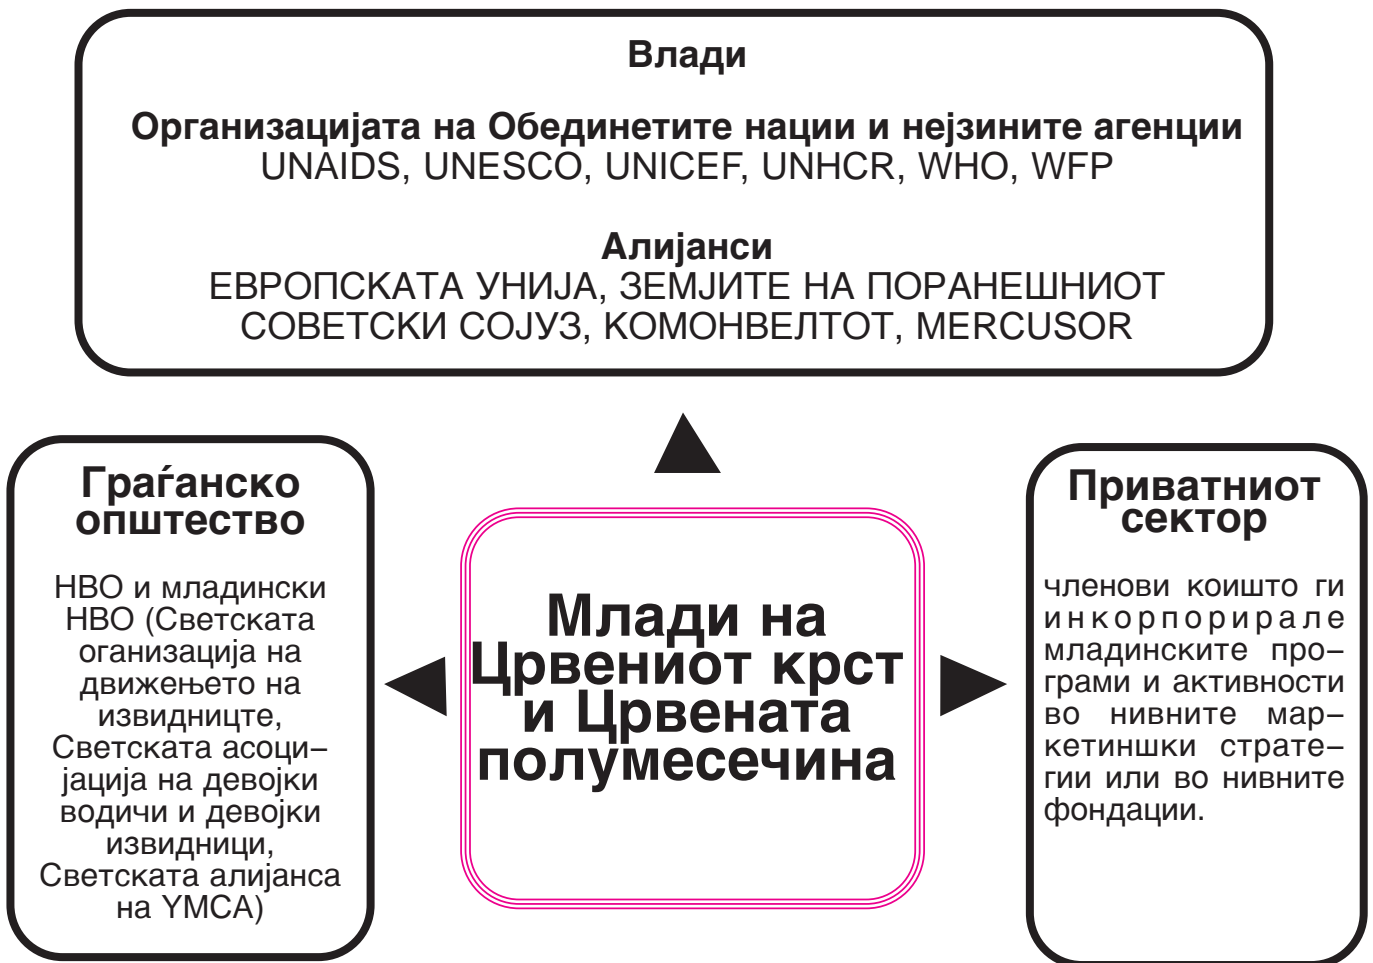 Влади
Организацијата на Обединетите нации и нејзините агенции
UNAIDS, UNESCO, UNICEF, UNHCR, WHO, WFP
Алијанси
ЕВРОПСКАТА УНИЈА, ЗЕМЈИТЕ НА ПОРАНЕШНИОТ
СОВЕТСКИ СОЈУЗ, КОМОНВЕЛТОТ, MERCUSOR
Граѓанско
општество
НВО и младински
НВО (Светската
оганизација на
движењето на
извидницте,
Светската асоци–
јација на девојки
водичи и девојки
извидници,
Светската алијанса
на YMCA)
Млади на
Црвениот крст
и Црвената
полумесечина
Приватниот
сектор
членови коишто ги
инкорпорирале
младинските про–
грами и активности
во нивните мар–
кетиншки страте–
гии или во нивните
фондации.